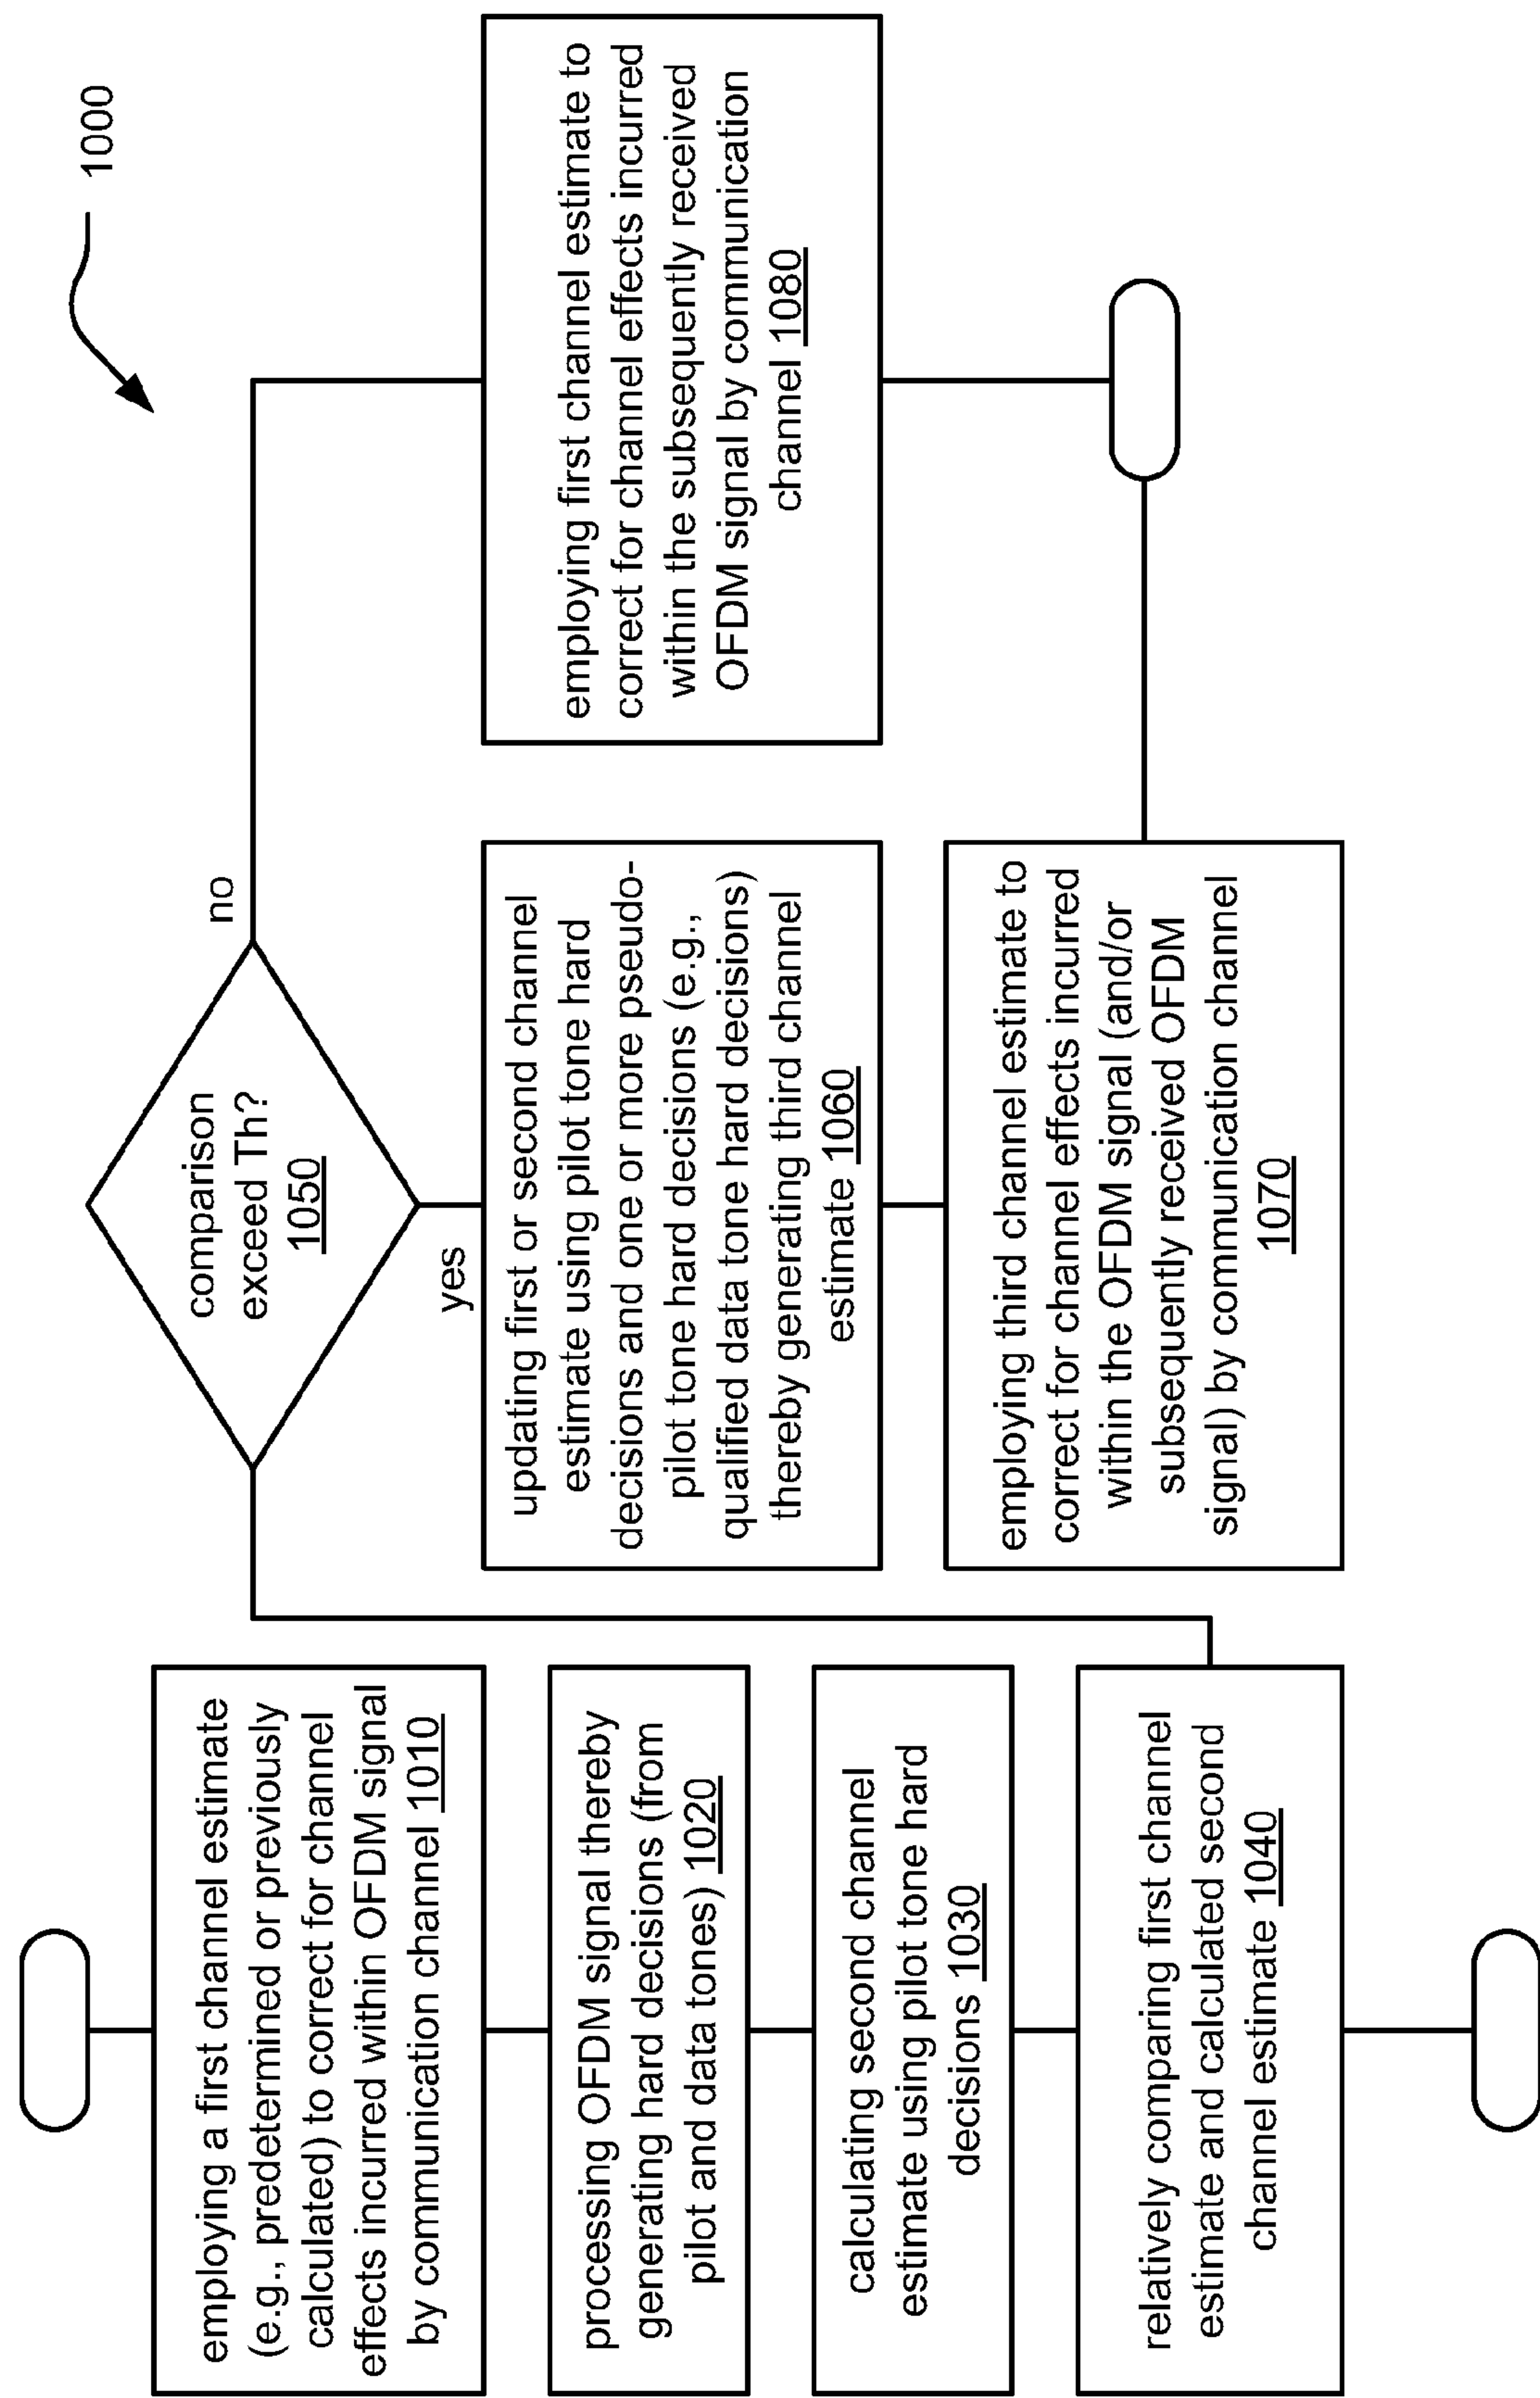 1000
employing a first channel estimate
(e.g., predetermined or previously
calculated) to correct for channel
effects incurred within OFDM signal
by communication channel 1010
processing OFDM signal thereby
generating hard decisions (from
pilot and data tones) 1020
calculating second channel
estimate using pilot tone hard
decisions 1030
relatively comparing first channel
estimate and calculated second
channel estimate 1040
comparison
exceed Th?
1050
no
yes
updating first or second channel
estimate using pilot tone hard
decisions and one or more pseudo-
pilot tone hard decisions (e.g.,
qualified data tone hard decisions)
thereby generating third channel
estimate 1060
employing third channel estimate to
correct for channel effects incurred
within the OFDM signal (and/or
subsequently received OFDM
signal) by communication channel
1070
employing first channel estimate to
correct for channel effects incurred
within the subsequently received
OFDM signal by communication
channel 1080